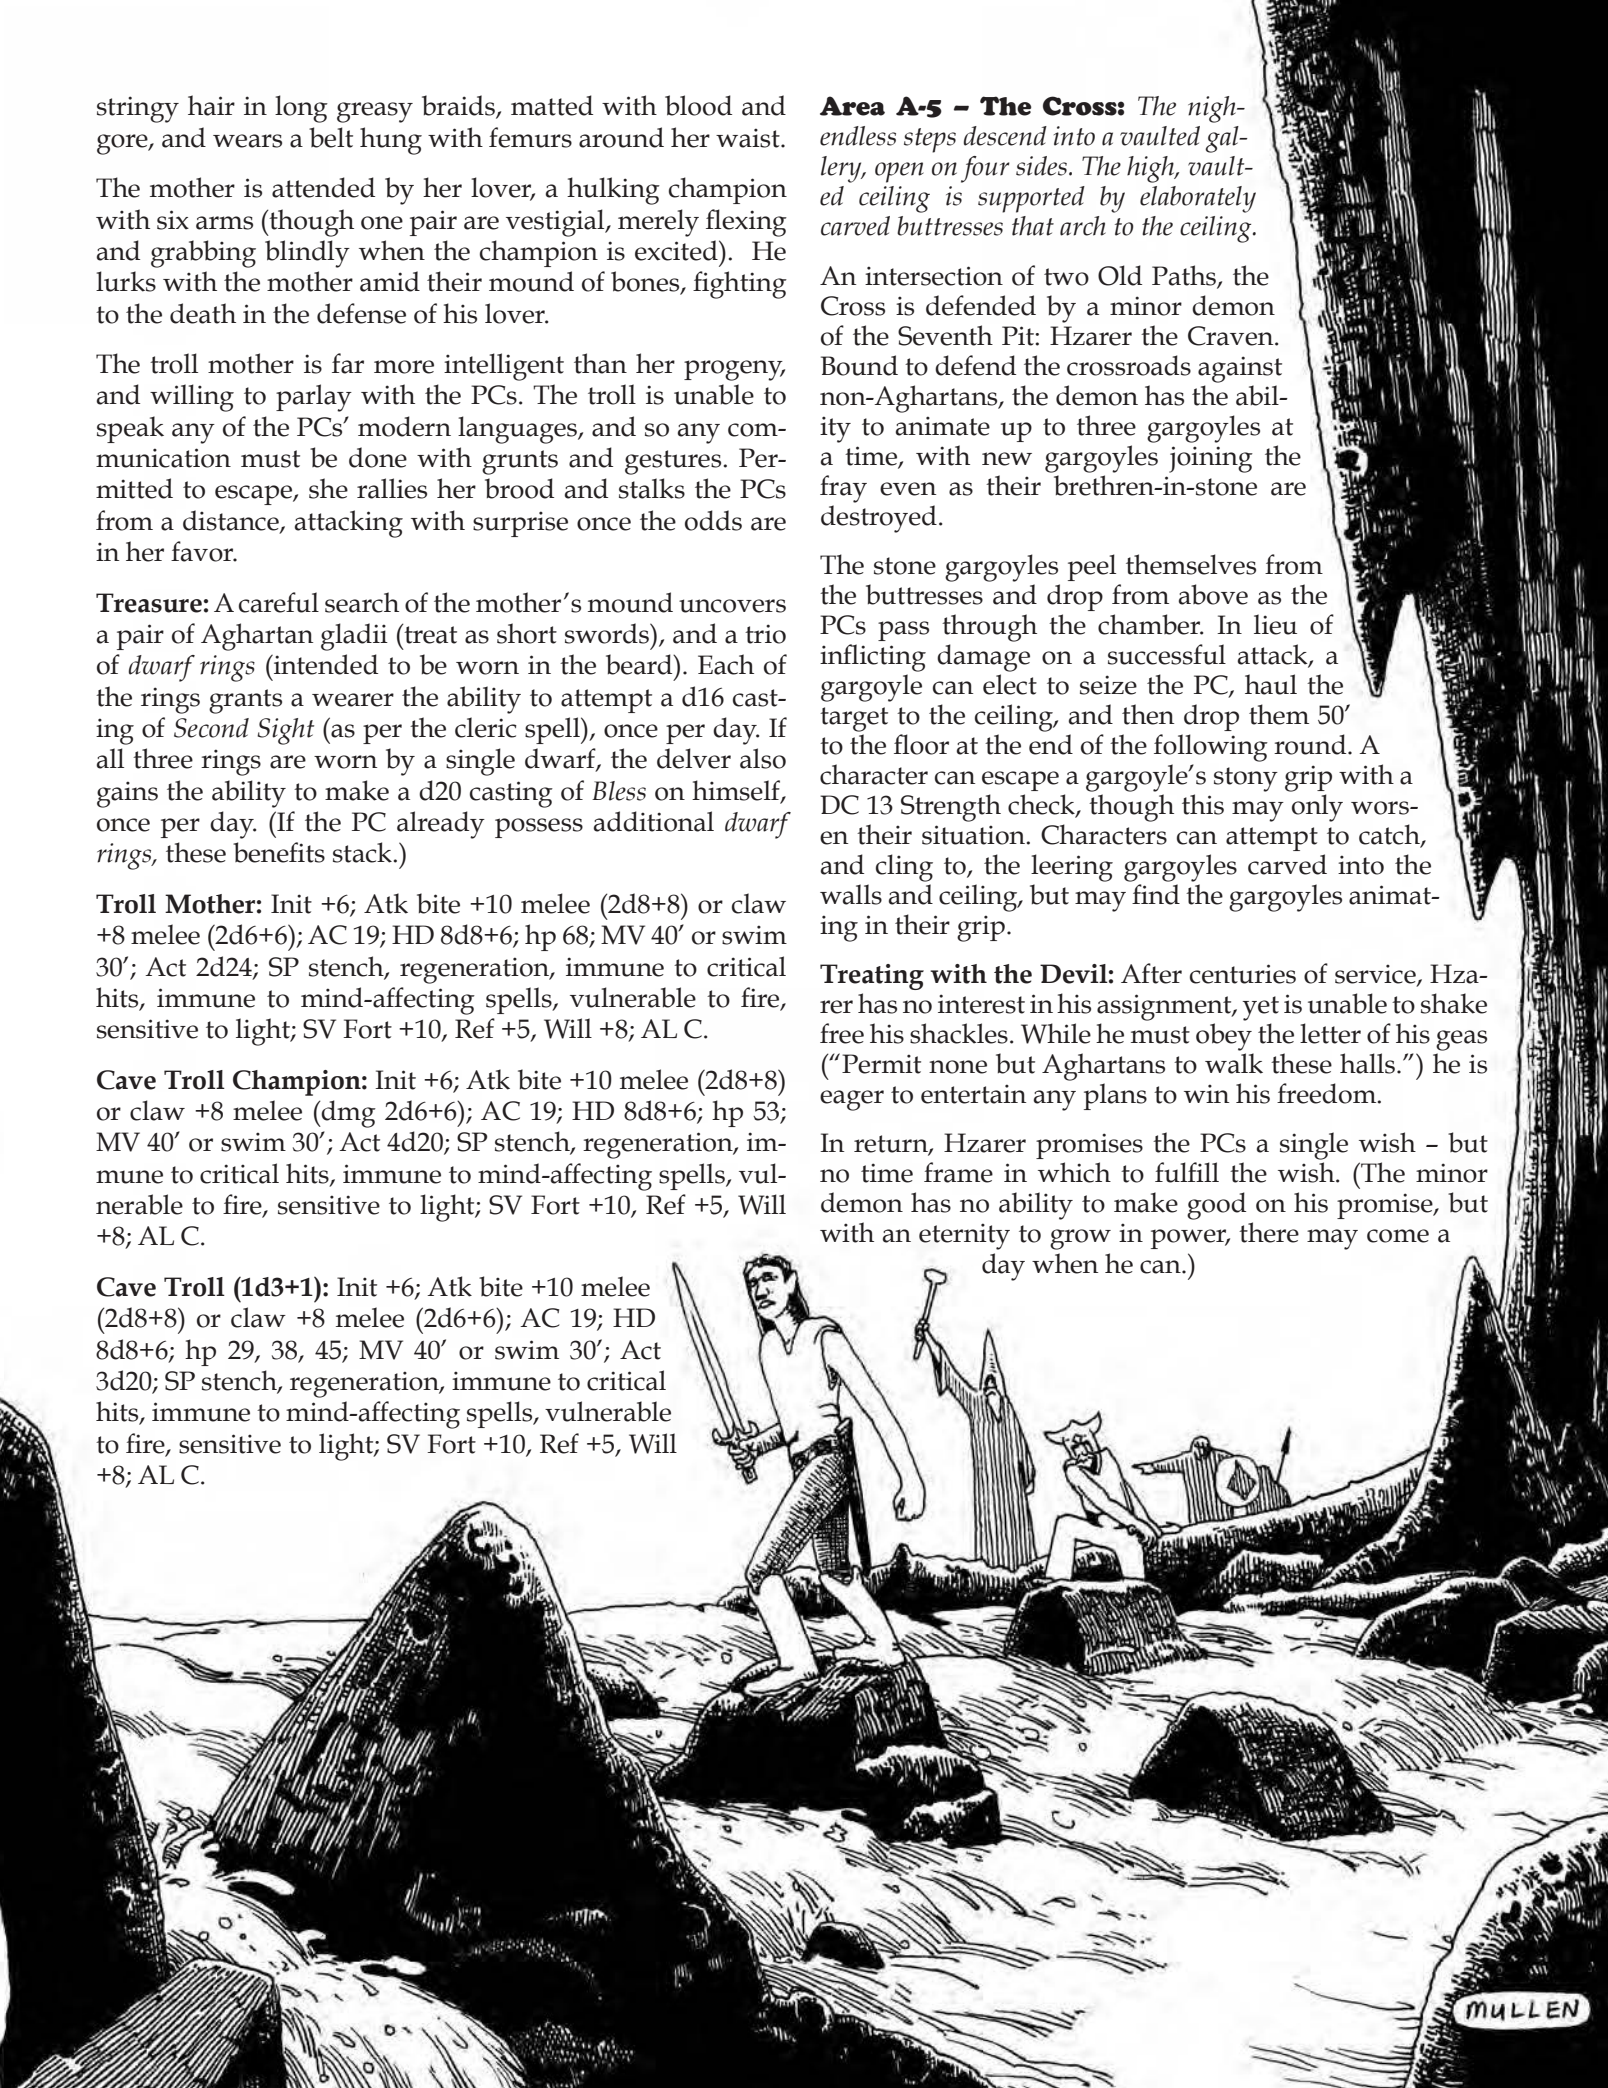 stringy hair in long greasy braids, matted with blood and
gore, and wears a belt hung with femurs around her waist.
The mother is attended by her lover, a hulking champion
with six arms (though one pair are vestigial, merely flexing
and grabbing blindly when the champion is excited).  He
lurks with the mother amid their mound of bones, fighting
to the death in the defense of his lover.
The troll mother is far more intelligent than her progeny,
and willing to parlay with the PCs. The troll is unable to
speak any of the PCs’ modern languages, and so any com-
munication must be done with grunts and gestures. Per-
mitted to escape, she rallies her brood and stalks the PCs
from a distance, attacking with surprise once the odds are
in her favor.
Treasure: A careful search of the mother’s mound uncovers
a pair of Aghartan gladii (treat as short swords), and a trio
of dwarf rings (intended to be worn in the beard). Each of
the rings grants a wearer the ability to attempt a d16 cast-
ing of Second Sight (as per the cleric spell), once per day. If
all three rings are worn by a single dwarf, the delver also
gains the ability to make a d20 casting of Bless on himself,
once per day. (If the PC already possess additional dwarf
rings, these benefits stack.)
Troll Mother: Init +6; Atk bite +10 melee (2d8+8) or claw
+8 melee (2d6+6); AC 19; HD 8d8+6; hp 68; MV 40’ or swim
30’; Act 2d24; SP stench, regeneration, immune to critical
hits, immune to mind-affecting spells, vulnerable to fire,
sensitive to light; SV Fort +10, Ref +5, Will +8; AL C.
Cave Troll Champion: Init +6; Atk bite +10 melee (2d8+8)
or claw +8 melee (dmg 2d6+6); AC 19; HD 8d8+6; hp 53;
MV 40’ or swim 30’; Act 4d20; SP stench, regeneration, im-
mune to critical hits, immune to mind-affecting spells, vul-
nerable to fire, sensitive to light; SV Fort +10, Ref +5, Will
+8; AL C.
Cave Troll (1d3+1): Init +6; Atk bite +10 melee
(2d8+8) or claw +8 melee (2d6+6); AC 19; HD
8d8+6; hp 29, 38, 45; MV 40’ or swim 30’; Act
3d20; SP stench, regeneration, immune to critical
hits, immune to mind-affecting spells, vulnerable
to fire, sensitive to light; SV Fort +10, Ref +5, Will
+8; AL C.
Area A-5 – The Cross: The nigh-
endless steps descend into a vaulted gal-
lery, open on four sides. The high, vault-
ed ceiling is supported by elaborately
carved buttresses that arch to the ceiling.
An intersection of two Old Paths, the
Cross is defended by a minor demon
of the Seventh Pit: Hzarer the Craven.
Bound to defend the crossroads against
non-Aghartans, the demon has the abil-
ity to animate up to three gargoyles at
a time, with new gargoyles joining the
fray even as their brethren-in-stone are
destroyed.
The stone gargoyles peel themselves from
the buttresses and drop from above as the
PCs pass through the chamber. In lieu of
inflicting damage on a successful attack, a
gargoyle can elect to seize the PC, haul the
target to the ceiling, and then drop them 50’
to the floor at the end of the following round. A
character can escape a gargoyle’s stony grip with a
DC 13 Strength check, though this may only wors-
en their situation. Characters can attempt to catch,
and cling to, the leering gargoyles carved into the
walls and ceiling, but may find the gargoyles animat-
ing in their grip.
Treating with the Devil: After centuries of service, Hza-
rer has no interest in his assignment, yet is unable to shake
free his shackles. While he must obey the letter of his geas
(“Permit none but Aghartans to walk these halls.”) he is
eager to entertain any plans to win his freedom.
In return, Hzarer promises the PCs a single wish – but
no time frame in which to fulfill the wish. (The minor
demon has no ability to make good on his promise, but
with an eternity to grow in power, there may come a
day when he can.)
MULLEN